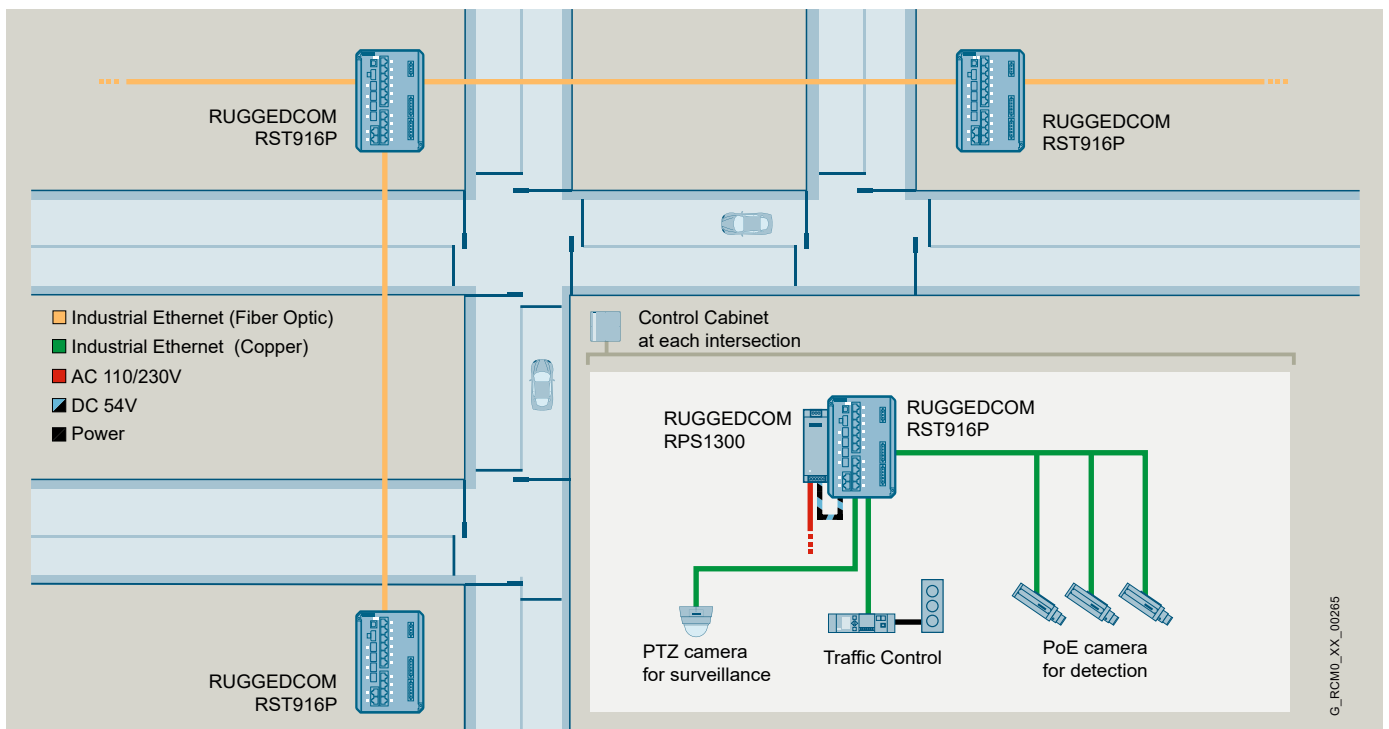 RUGGEDCOM
RST916P
RUGGEDCOM
RST916P
Industrial Ethernet (Fiber Optic)
Industrial Ethernet (Copper)
AC 110/230V
DC 54V
Power
Control Cabinet
at each intersection
RUGGEDCOM
RPS1300
RUGGEDCOM
RST916P
PTZ camera
for surveillance
Traffic Control
PoE camera
for detection
RUGGEDCOM
RST916P
G_RCM0_XX_00265